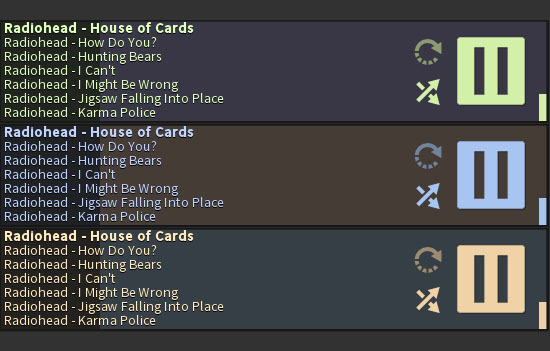 Radiohead - House of Cards
Radiohead - How Do You?
Radiohead - Hunting Bears
Radiohead - I Can't
Radiohead - I Might Be Wrong
Radiohead - Jigsaw Falling Into Place
Radiohead - Karma Police
Radiohead - House of Cards
Radiohead - How Do You?
Radiohead - Hunting Bears
Radiohead - I Can't
Radiohead - I Might Be Wrong
Radiohead - Jigsaw Falling Into Place
Radiohead - Karma Police
Radiohead - House of Cards
Radiohead - How Do You?
Radiohead - Hunting Bears
Radiohead - I Can't
Radiohead - I Might Be Wrong
Radiohead - Jigsaw Falling Into Place
Radiohead - Karma Police